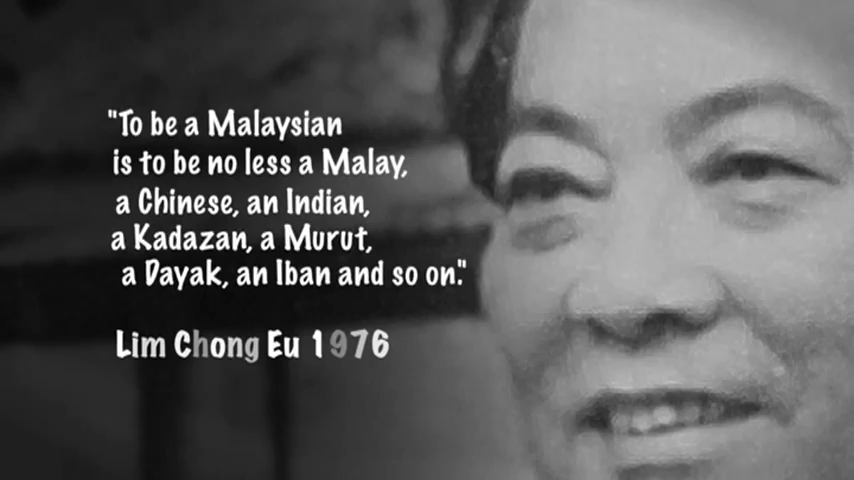 "To be a Malaysian
is to be no less a Malay,
a Chinese, an Indian,
a Kadazan, a Murut,
a Dayak, an Iban and so on."
Lim Chong Eu 1976